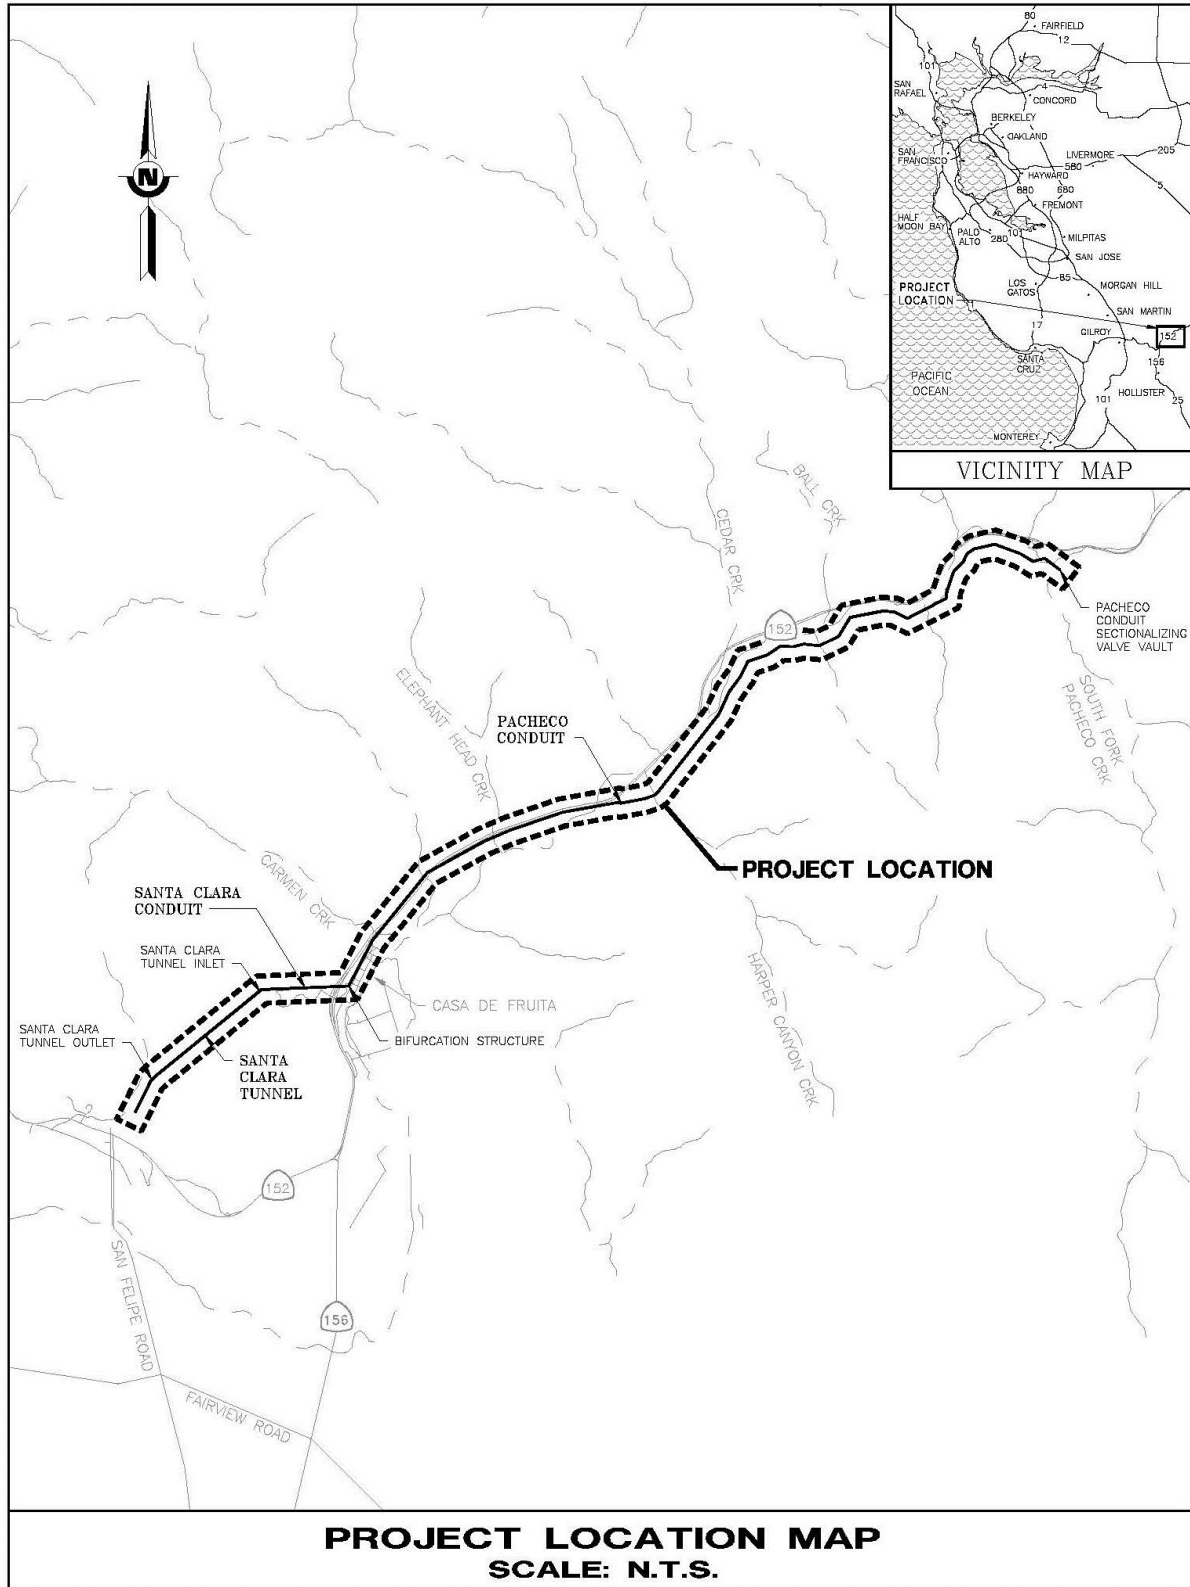 N
80
FAIRFIELD
12
101
SAN
RAFAEL
4
CONCORD
BERKELEY
OAKLAND
SAN
FRANCISCO
LIVERMORE
205
580
HAYWARD
880
680
5
FREMONT
HALF
MOON BAY
PALO
ALTO
280
101
MILPITAS
SAN JOSE
85
LOS
GATOS
MORGAN HILL
PROJECT
LOCATION
SAN MARTIN
17
GILROY
152
SANTA
CRUZ
156
PACIFIC
OCEAN
HOLLISTER
101
25
MONTEREY
VICINITY MAP
BALL CRK
CEDAR CRK
152
PACHECO
CONDUIT
SECTIONALIZING
VALVE VAULT
SOUTH FORK
PACHECO CRK
ELEPHANT HEAD CRK
PACHECO
CONDUIT
PROJECT LOCATION
CARMEN CRK
SANTA CLARA
CONDUIT
SANTA CLARA
TUNNEL INLET
CASA DE FRUITA
HARPER CANYON CRK
SANTA CLARA
TUNNEL OUTLET
BIFURCATION STRUCTURE
SANTA
CLARA
TUNNEL
152
SAN FELIPE ROAD
156
FAIRVIEW ROAD
PROJECT LOCATION MAP
SCALE: N.T.S.